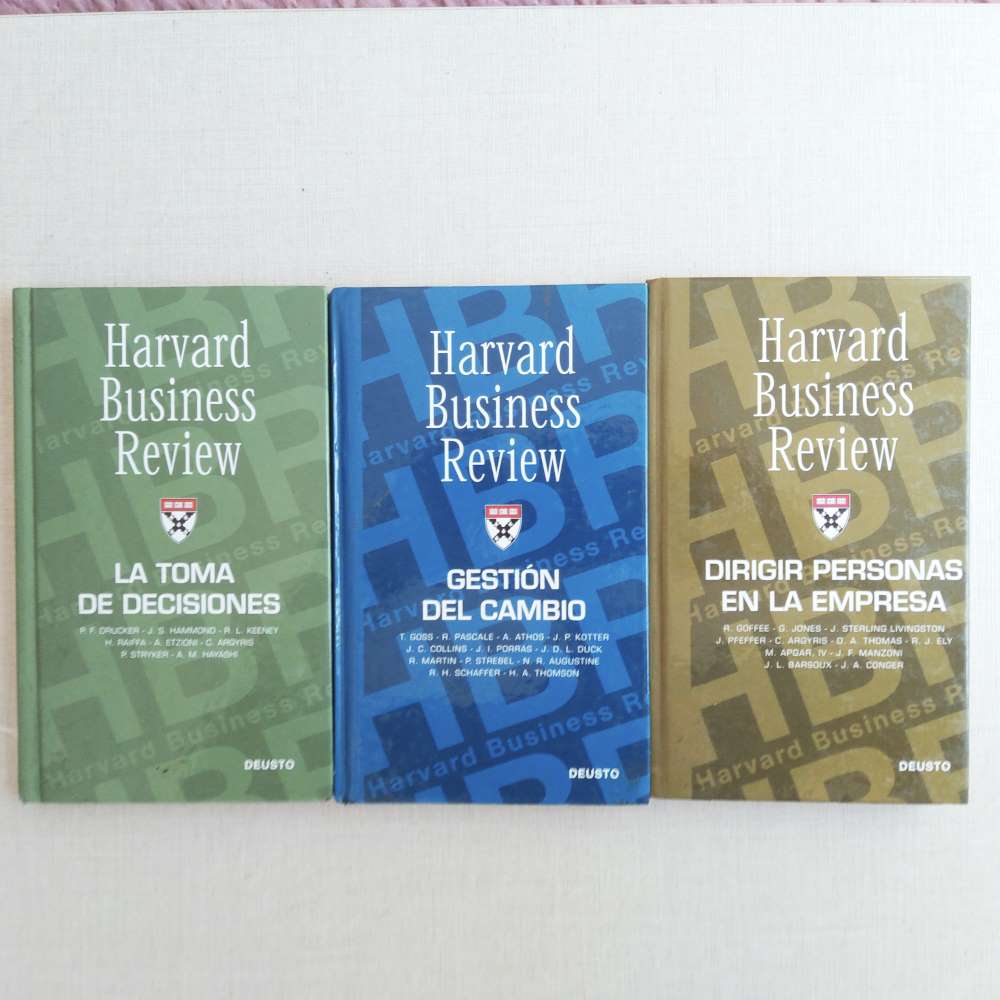 Harvard
Business
Review
LA TOMA
DE DECISIONES
P. F. DRUCKER - J. S. HAMMOND - R. L. KEENEY
H. RAIFFA - A. ETZIONI - C. ARGYRIS
P. STRYKER - A. M. HAYASHI
DEUSTO
Harvard
Business
Review
GESTIÓN
DEL CAMBIO
T. GOSS - R. PASCALE - A. ATHOS - J. P. KOTTER
J. C. COLLINS - J. I. PORRAS - J. D. L. DUCK
R. MARTIN - P. STREBEL - N. R. AUGUSTINE
R. H. SCHAFFER - H. A. THOMSON
DEUSTO
Harvard
Business
Review
DIRIGIR PERSONAS
EN LA EMPRESA
R. GOFFEE - G. JONES - J. STERLING LIVINGSTON
J. PFEFFER - C. ARGYRIS - D. A. THOMAS - R. J. ELY
M. APGAR, IV - J. F. MANZONI
J. L. BARSOUX - J. A. CONGER
DEUSTO